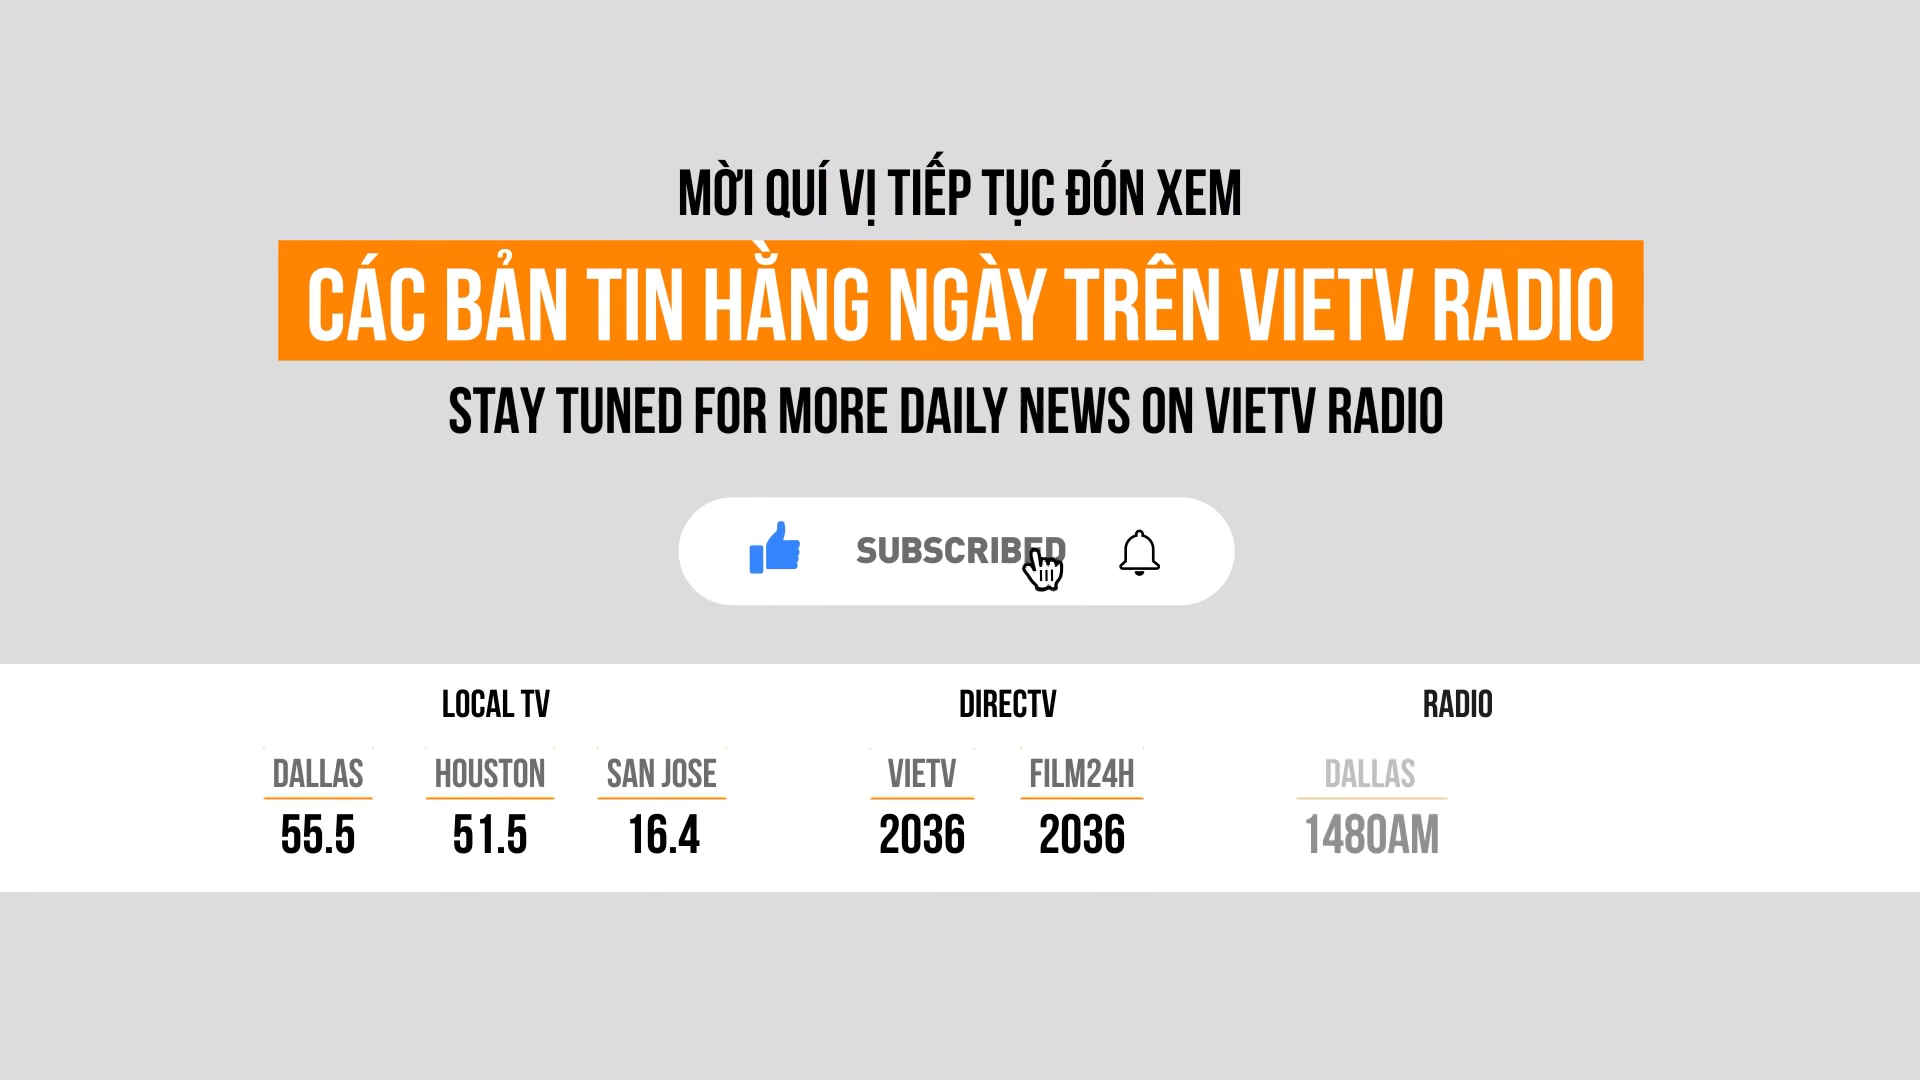 MỜI QUÍ VỊ TIẾP TỤC ĐÓN XEM
CÁC BẢN TIN HẰNG NGÀY TRÊN VIETV RADIO
STAY TUNED FOR MORE DAILY NEWS ON VIETV RADIO
SUBSCRIBED
LOCAL TV DIRECTV RADIO
DALLAS HOUSTON SAN JOSE VIETV FILM24H DALLAS
55.5 51.5 16.4 2036 2036 1480AM